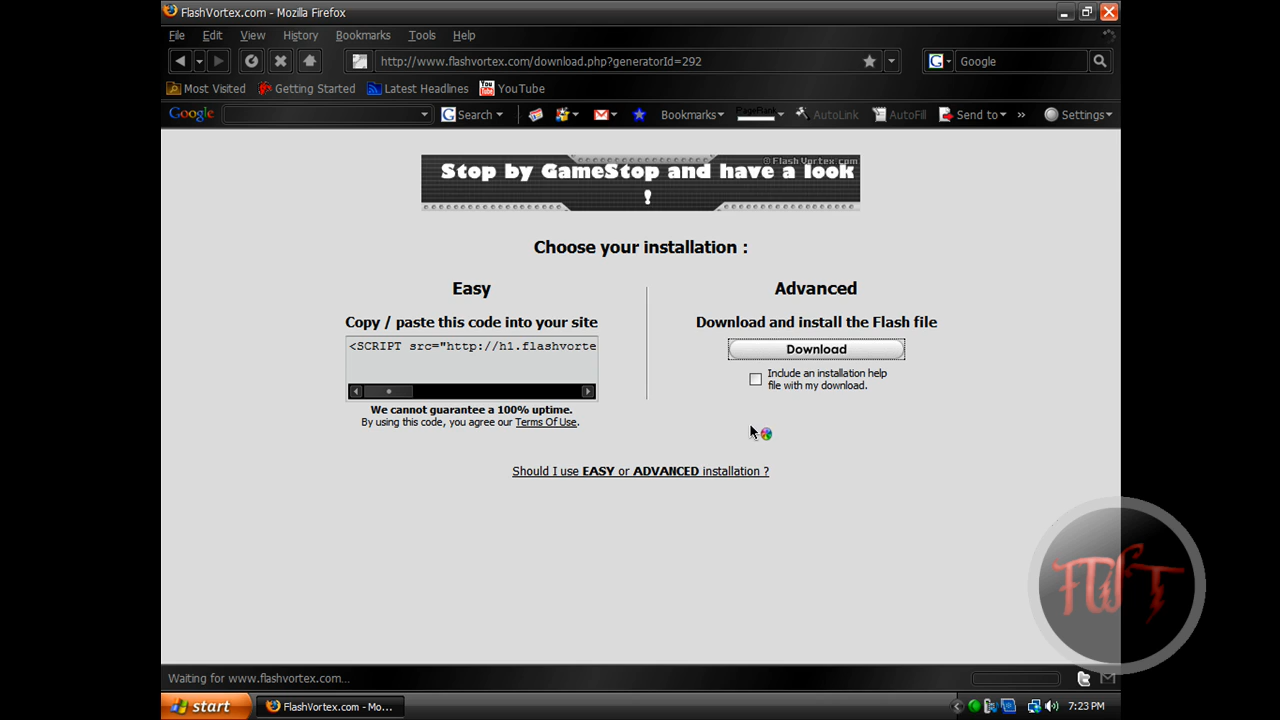 FlashVortex.com - Mozilla Firefox
File Edit View History Bookmarks Tools Help
http://www.flashvortex.com/download.php?generatorId=292
Google
Most Visited Getting Started Latest Headlines YouTube
Google Search Bookmarks PageRank AutoLink AutoFill Send to » Settings
© FlashVortex.com
Stop by GameStop and have a look
!
Choose your installation :
Easy
Copy / paste this code into your site
<SCRIPT src="http://h1.flashvorte
We cannot guarantee a 100% uptime.
By using this code, you agree our Terms Of Use.
Advanced
Download and install the Flash file
Download
Include an installation help
file with my download.
Should I use EASY or ADVANCED installation ?
FWT
Waiting for www.flashvortex.com...
start FlashVortex.com - Mo... 7:23 PM